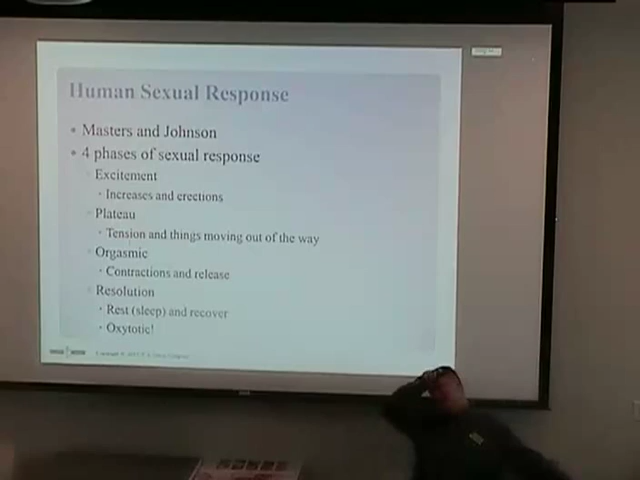 Human Sexual Response
• Masters and Johnson
• 4 phases of sexual response
Excitement
• Increases and erections
Plateau
• Tension and things moving out of the way
Orgasmic
• Contractions and release
Resolution
• Rest (sleep) and recover
• Oxytotic!